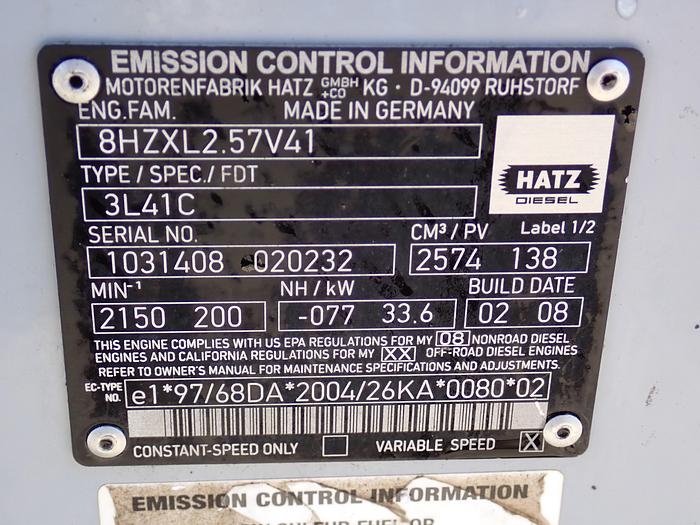 EMISSION CONTROL INFORMATION
MOTORENFABRIK HATZ GMBH +CO KG · D-94099 RUHSTORF
ENG.FAM. MADE IN GERMANY
8HZXL2.57V41
HATZ
DIESEL
TYPE / SPEC./ FDT
3L41C
SERIAL NO. CM³ / PV Label 1/2
1031408 020232 2574 138
MIN-¹ NH / kW BUILD DATE
2150 200 -077 33.6 02 08
THIS ENGINE COMPLIES WITH US EPA REGULATIONS FOR MY 08 NONROAD DIESEL
ENGINES AND CALIFORNIA REGULATIONS FOR MY XX OFF-ROAD DIESEL ENGINES
REFER TO OWNER'S MANUAL FOR MAINTENANCE SPECIFICATIONS AND ADJUSTMENTS.
EC-TYPE NO. e1*97/68DA*2004/26KA*0080*02
CONSTANT-SPEED ONLY VARIABLE SPEED X
EMISSION CONTROL INFORMATION
FUEL OR